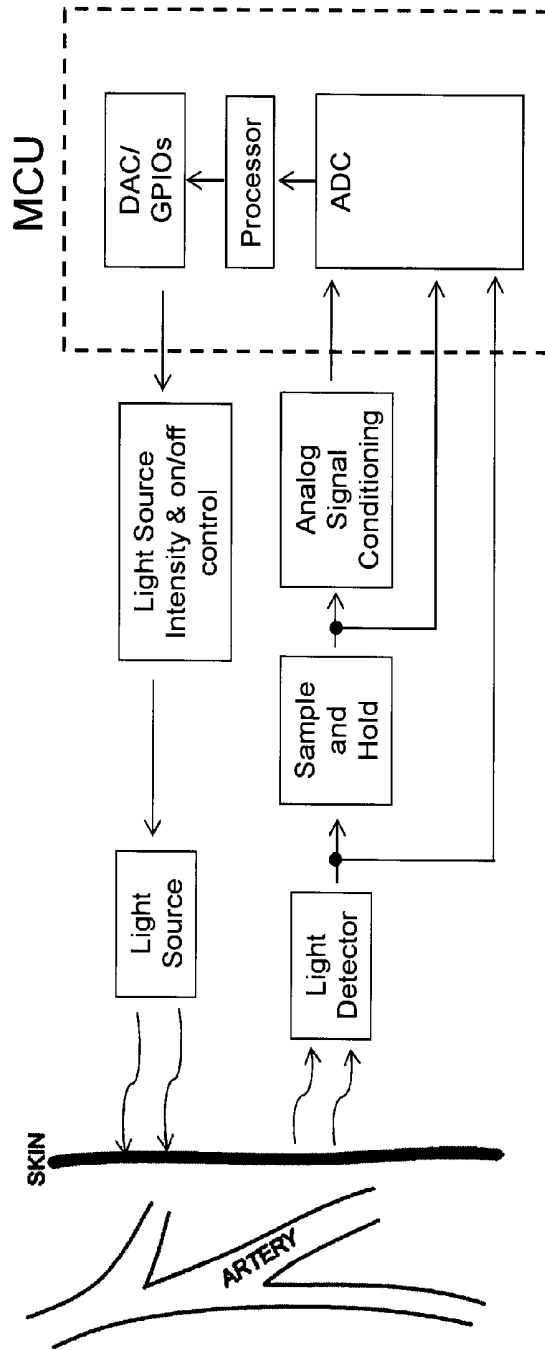 MCU
DAC/
GPIOs
Processor
ADC
Light Source
Intensity & on/off
control
Analog
Signal
Conditioning
Sample
and
Hold
Light
Source
Light
Detector
SKIN
ARTERY